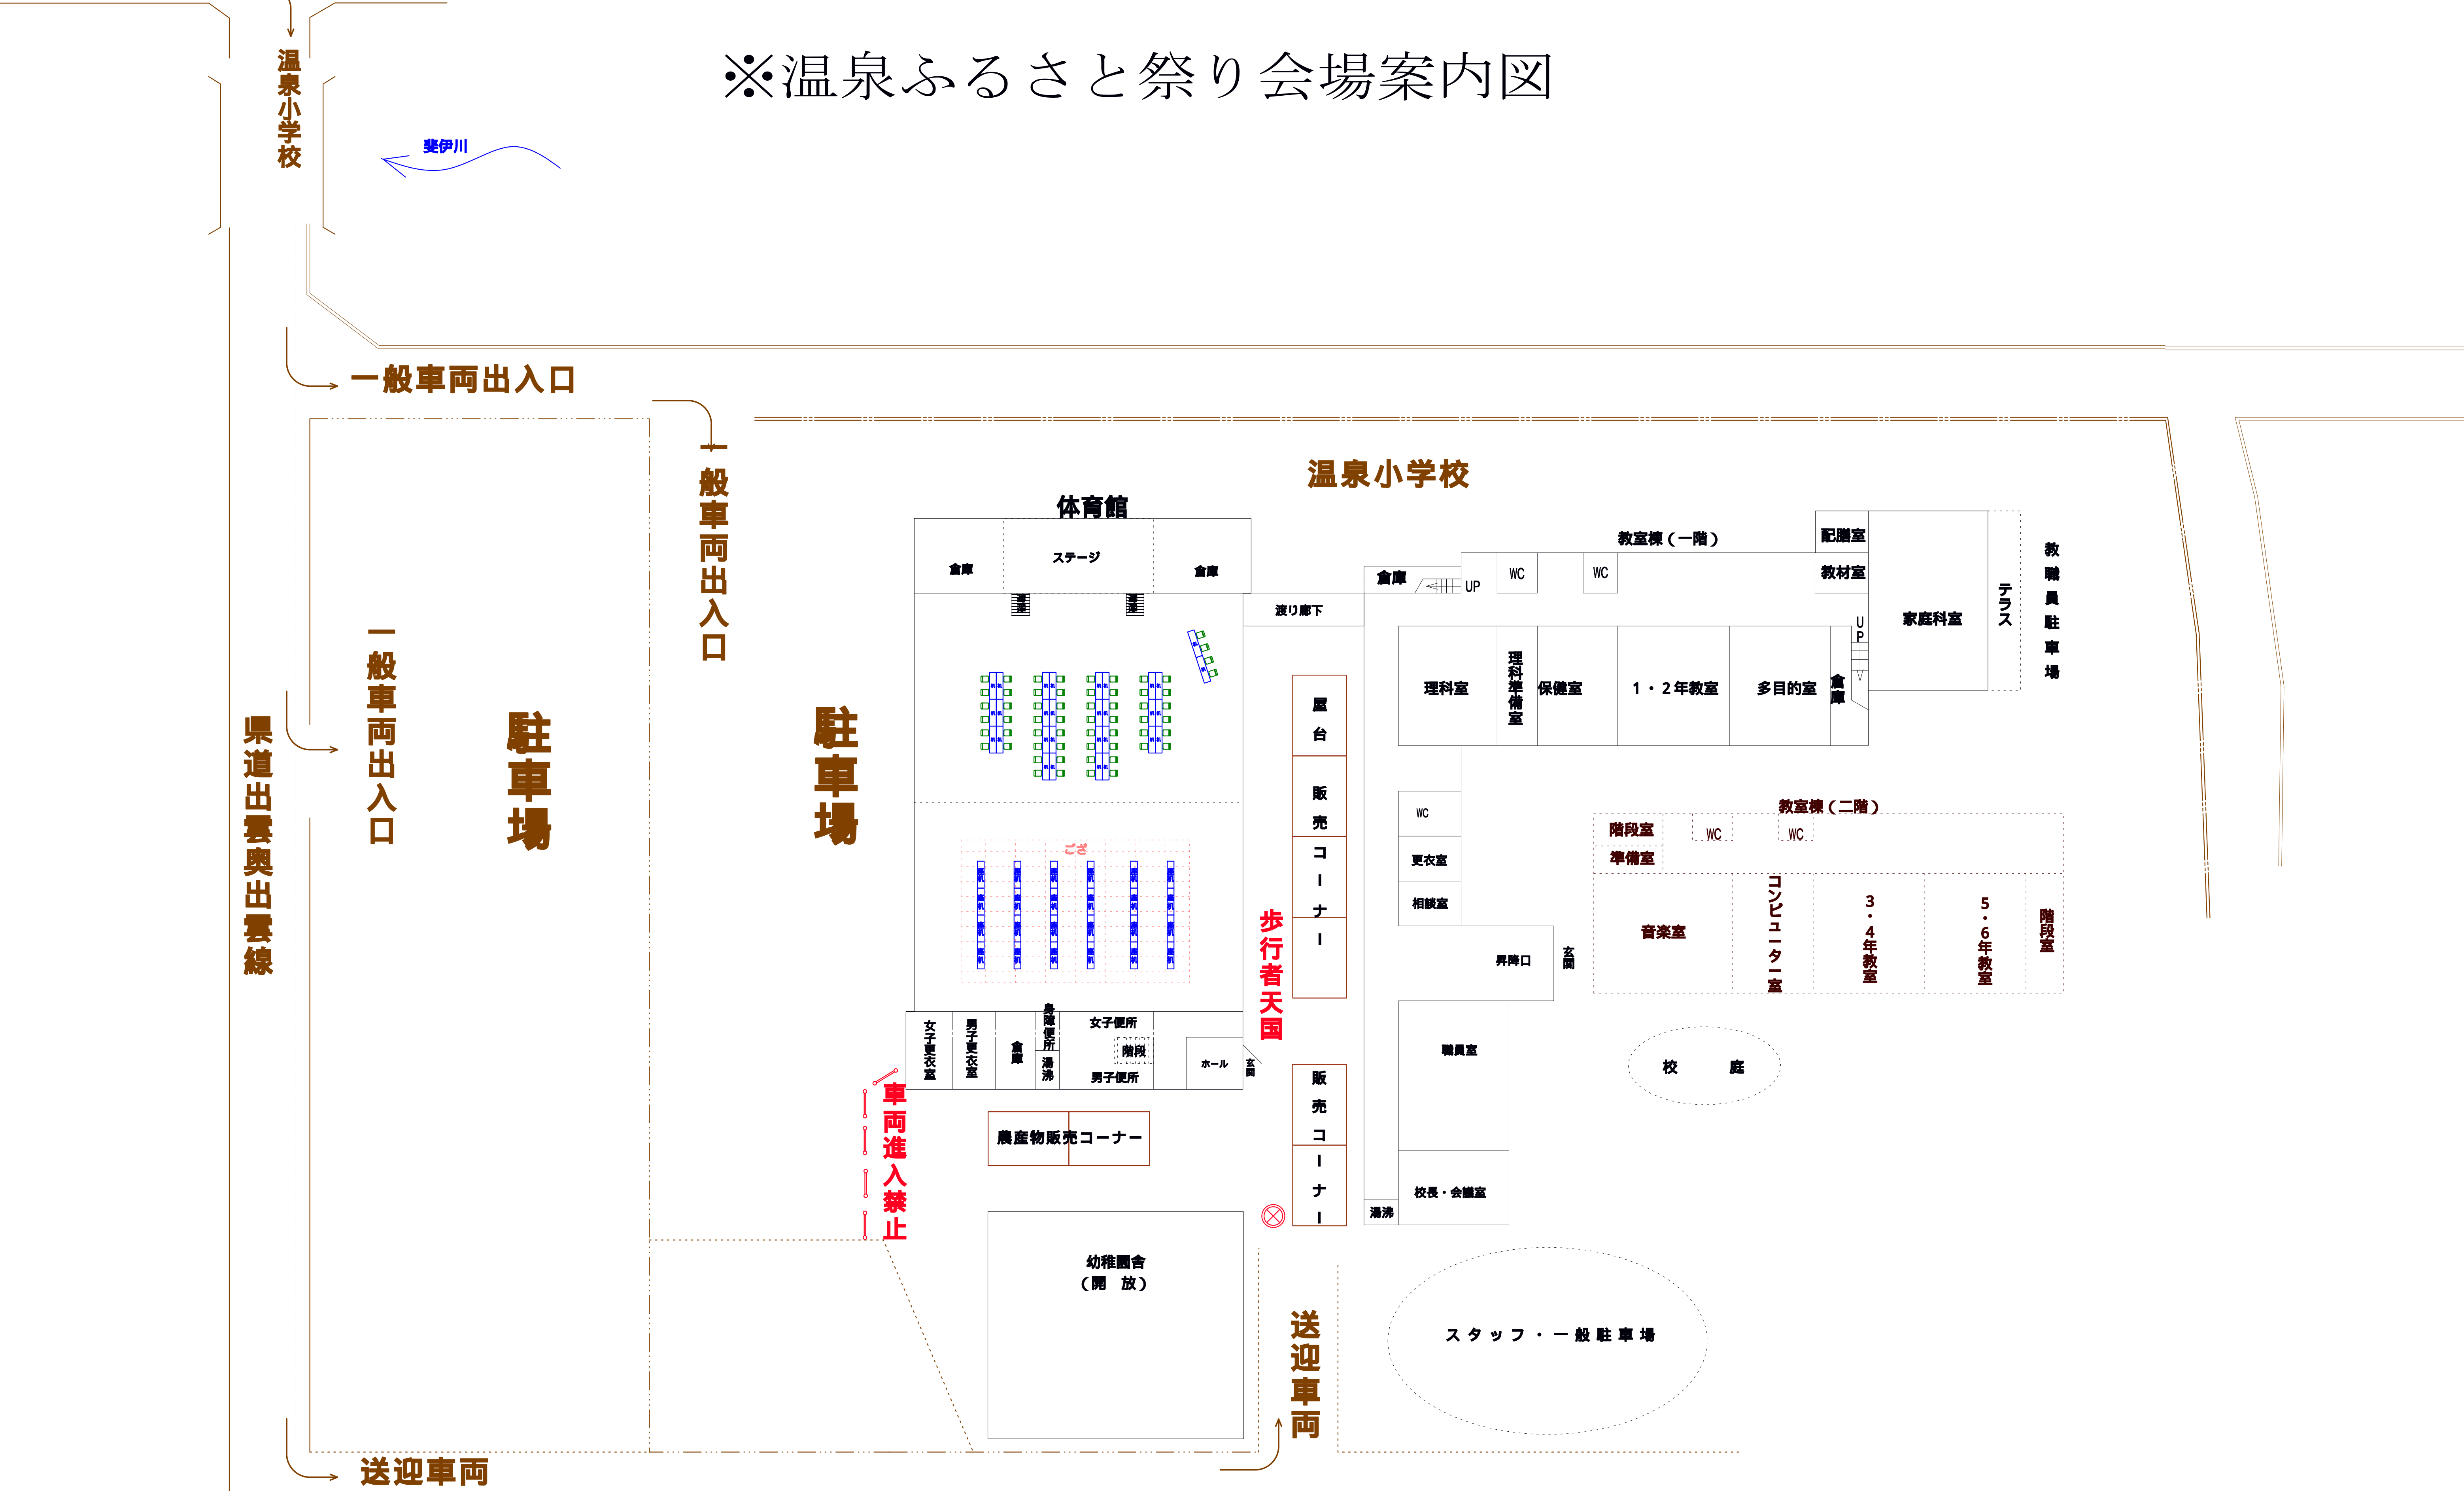 ※温泉ふるさと祭り会場案内図
温泉小学校
斐伊川
一般車両出入口
一般車両出入口
一般車両出入口
県道出雲奥出雲線
駐車場
駐車場
温泉小学校
体育館
倉庫
ステージ
倉庫
渡り廊下
ござ
女子更衣室
男子更衣室
倉庫
身障便所
湯沸
女子便所
階段
男子便所
ホール
玄関
屋台
販売コーナー
歩行者天国
販売コーナー
車両進入禁止
農産物販売コーナー
幼稚園舎
（開　放）
教室棟（一階）
倉庫
UP
WC
WC
配膳室
教材室
家庭科室
テラス
教職員駐車場
理科室
理科準備室
保健室
１・２年教室
多目的室
倉庫
UP
WC
更衣室
相談室
昇降口
玄関
職員室
校長・会議室
湯沸
教室棟（二階）
階段室
準備室
WC
WC
音楽室
コンピューター室
３・４年教室
５・６年教室
階段室
校　庭
スタッフ・一般駐車場
送迎車両
送迎車両